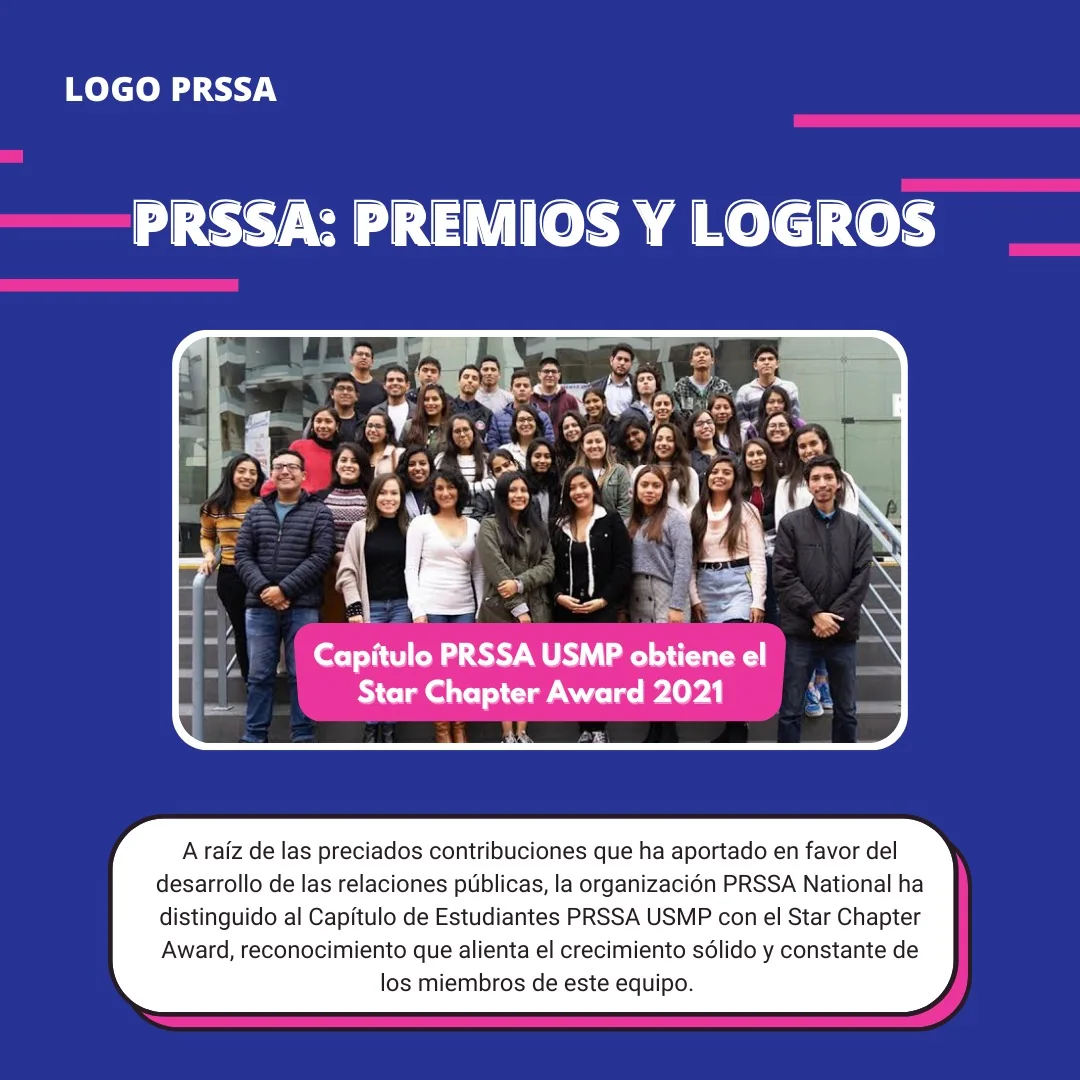 LOGO PRSSA
PRSSA: PREMIOS Y LOGROS
Capítulo PRSSA USMP obtiene el
Star Chapter Award 2021
A raíz de las preciados contribuciones que ha aportado en favor del
desarrollo de las relaciones públicas, la organización PRSSA National ha
distinguido al Capítulo de Estudiantes PRSSA USMP con el Star Chapter
Award, reconocimiento que alienta el crecimiento sólido y constante de
los miembros de este equipo.